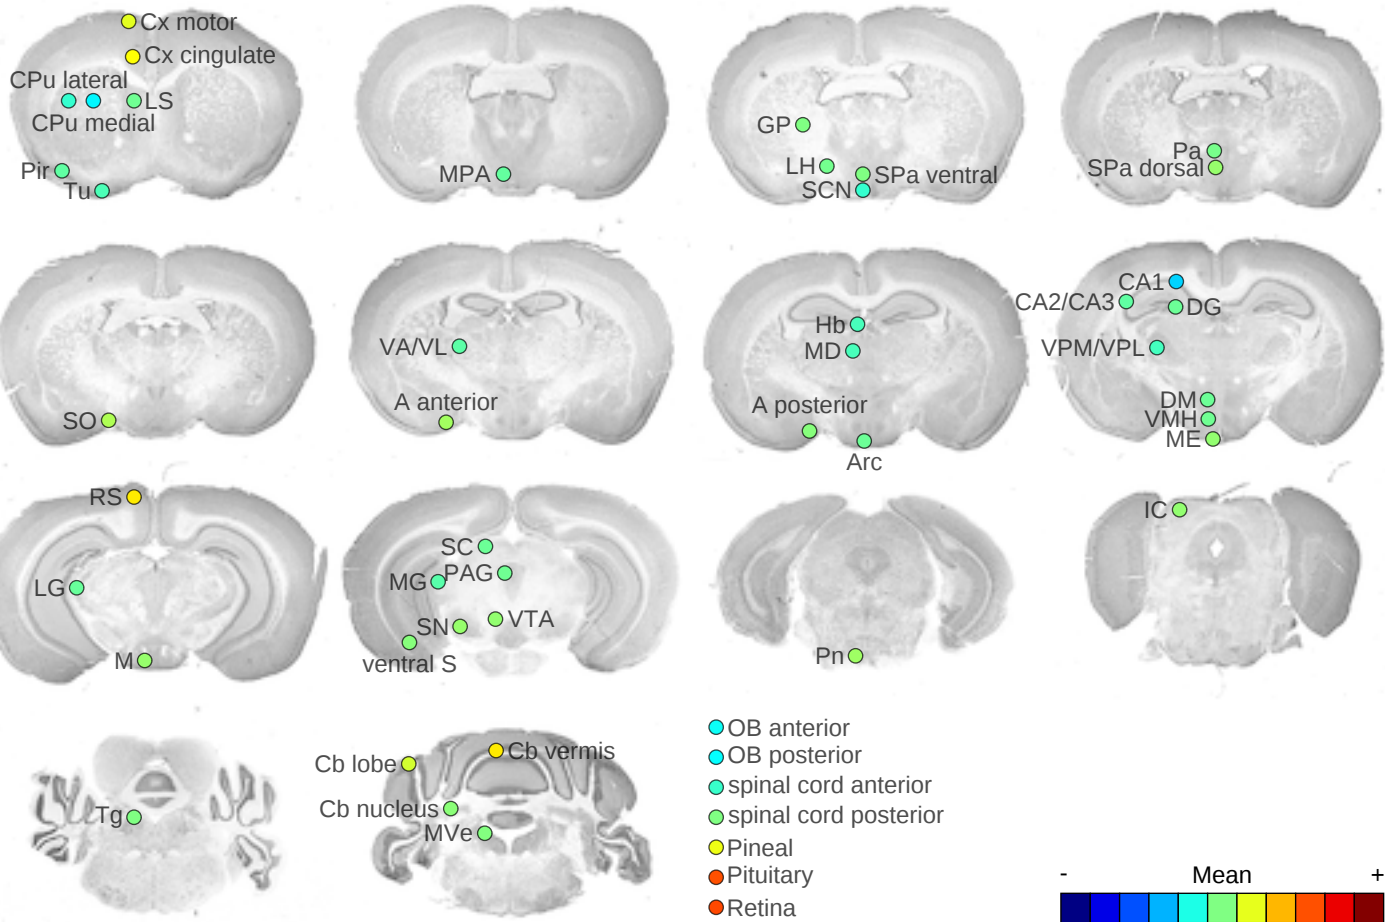 Cx motor
Cx cingulate
CPu lateral
LS
CPu medial
Pir
Tu
MPA
GP
LH
SPa ventral
SCN
Pa
SPa dorsal
SO
VA/VL
A anterior
Hb
MD
A posterior
Arc
CA1
CA2/CA3
DG
VPM/VPL
DM
VMH
ME
RS
LG
M
SC
MG
PAG
SN
VTA
ventral S
Pn
IC
Tg
Cb lobe
Cb vermis
Cb nucleus
MVe
OB anterior
OB posterior
spinal cord anterior
spinal cord posterior
Pineal
Pituitary
Retina
- Mean +